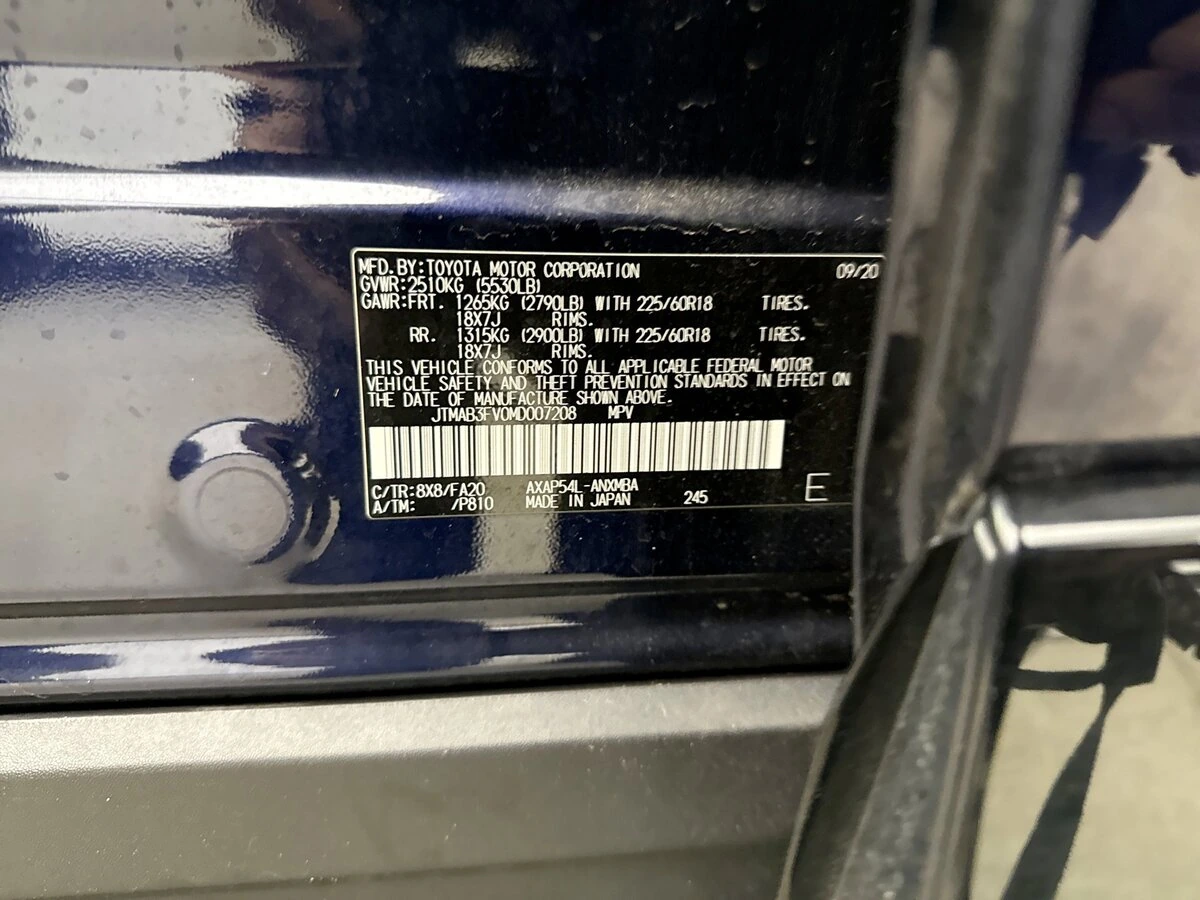 MFD.BY:TOYOTA MOTOR CORPORATION 09/20
GVWR:2510KG (5530LB)
GAWR:FRT. 1265KG (2790LB) WITH 225/60R18 TIRES.
18X7J RIMS.
RR. 1315KG (2900LB) WITH 225/60R18 TIRES.
18X7J RIMS.
THIS VEHICLE CONFORMS TO ALL APPLICABLE FEDERAL MOTOR
VEHICLE SAFETY AND THEFT PREVENTION STANDARDS IN EFFECT ON
THE DATE OF MANUFACTURE SHOWN ABOVE.
JTMAB3FV0MD007208 MPV
C/TR:8X8/FA20 AXAP54L-ANXMBA
A/TM: /P810 MADE IN JAPAN 245 E